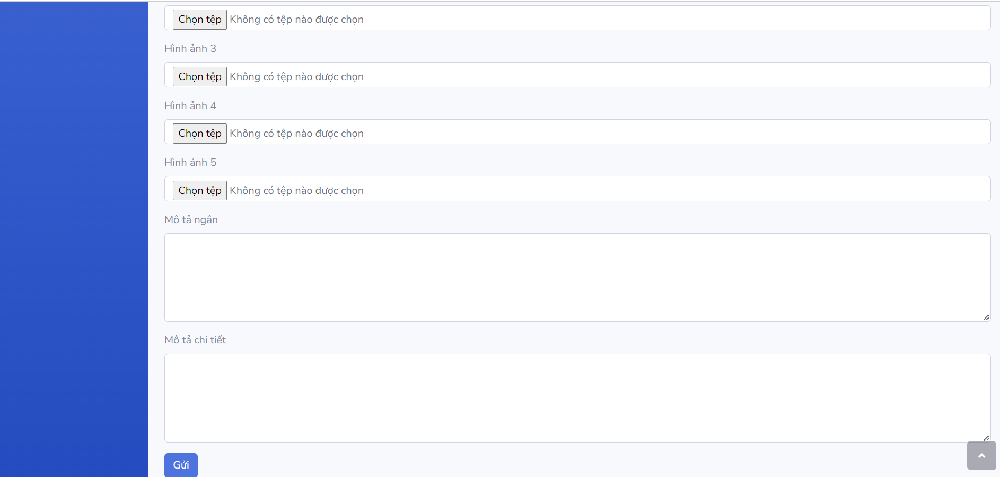 Chọn tệp Không có tệp nào được chọn
Hình ảnh 3
Chọn tệp Không có tệp nào được chọn
Hình ảnh 4
Chọn tệp Không có tệp nào được chọn
Hình ảnh 5
Chọn tệp Không có tệp nào được chọn
Mô tả ngắn
Mô tả chi tiết
Gửi